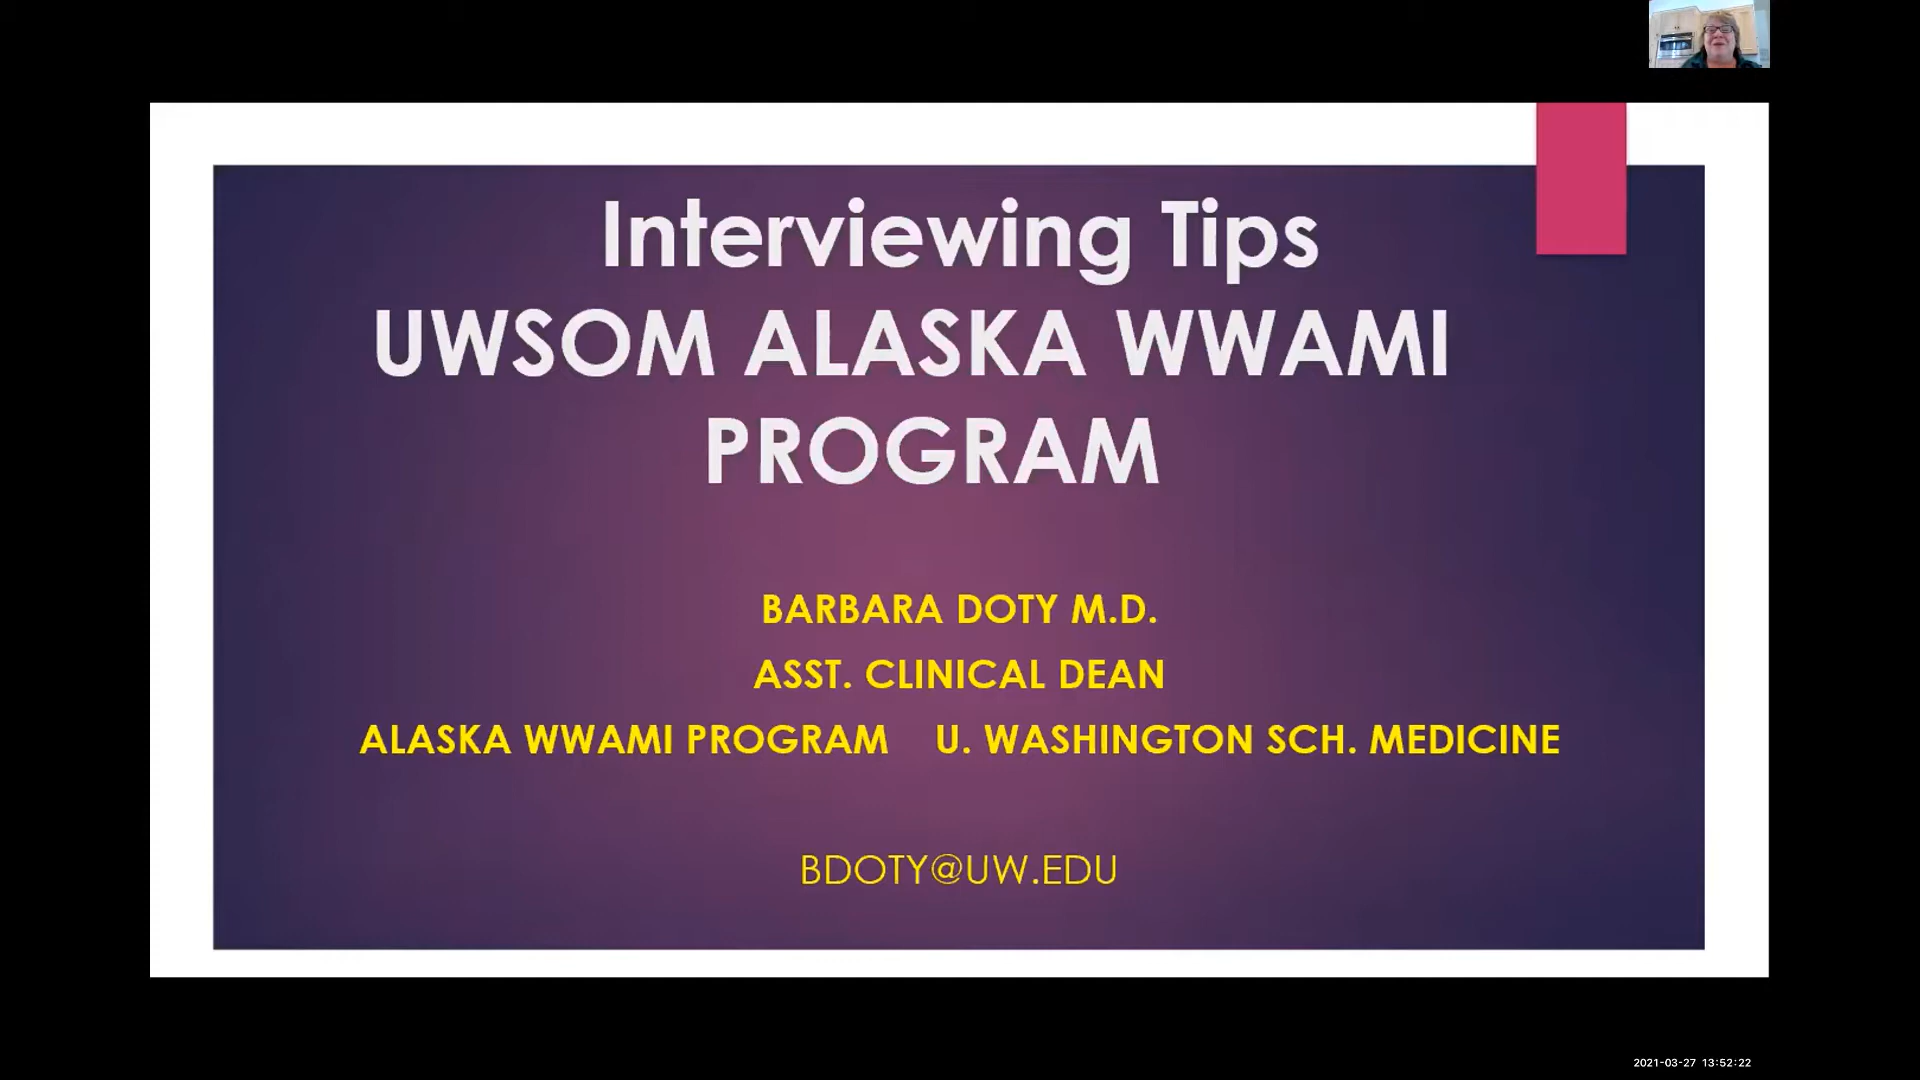 Interviewing Tips
UWSOM ALASKA WWAMI
PROGRAM
BARBARA DOTY M.D.
ASST. CLINICAL DEAN
ALASKA WWAMI PROGRAM U. WASHINGTON SCH. MEDICINE
BDOTY@UW.EDU
2021-03-27 13:52:22